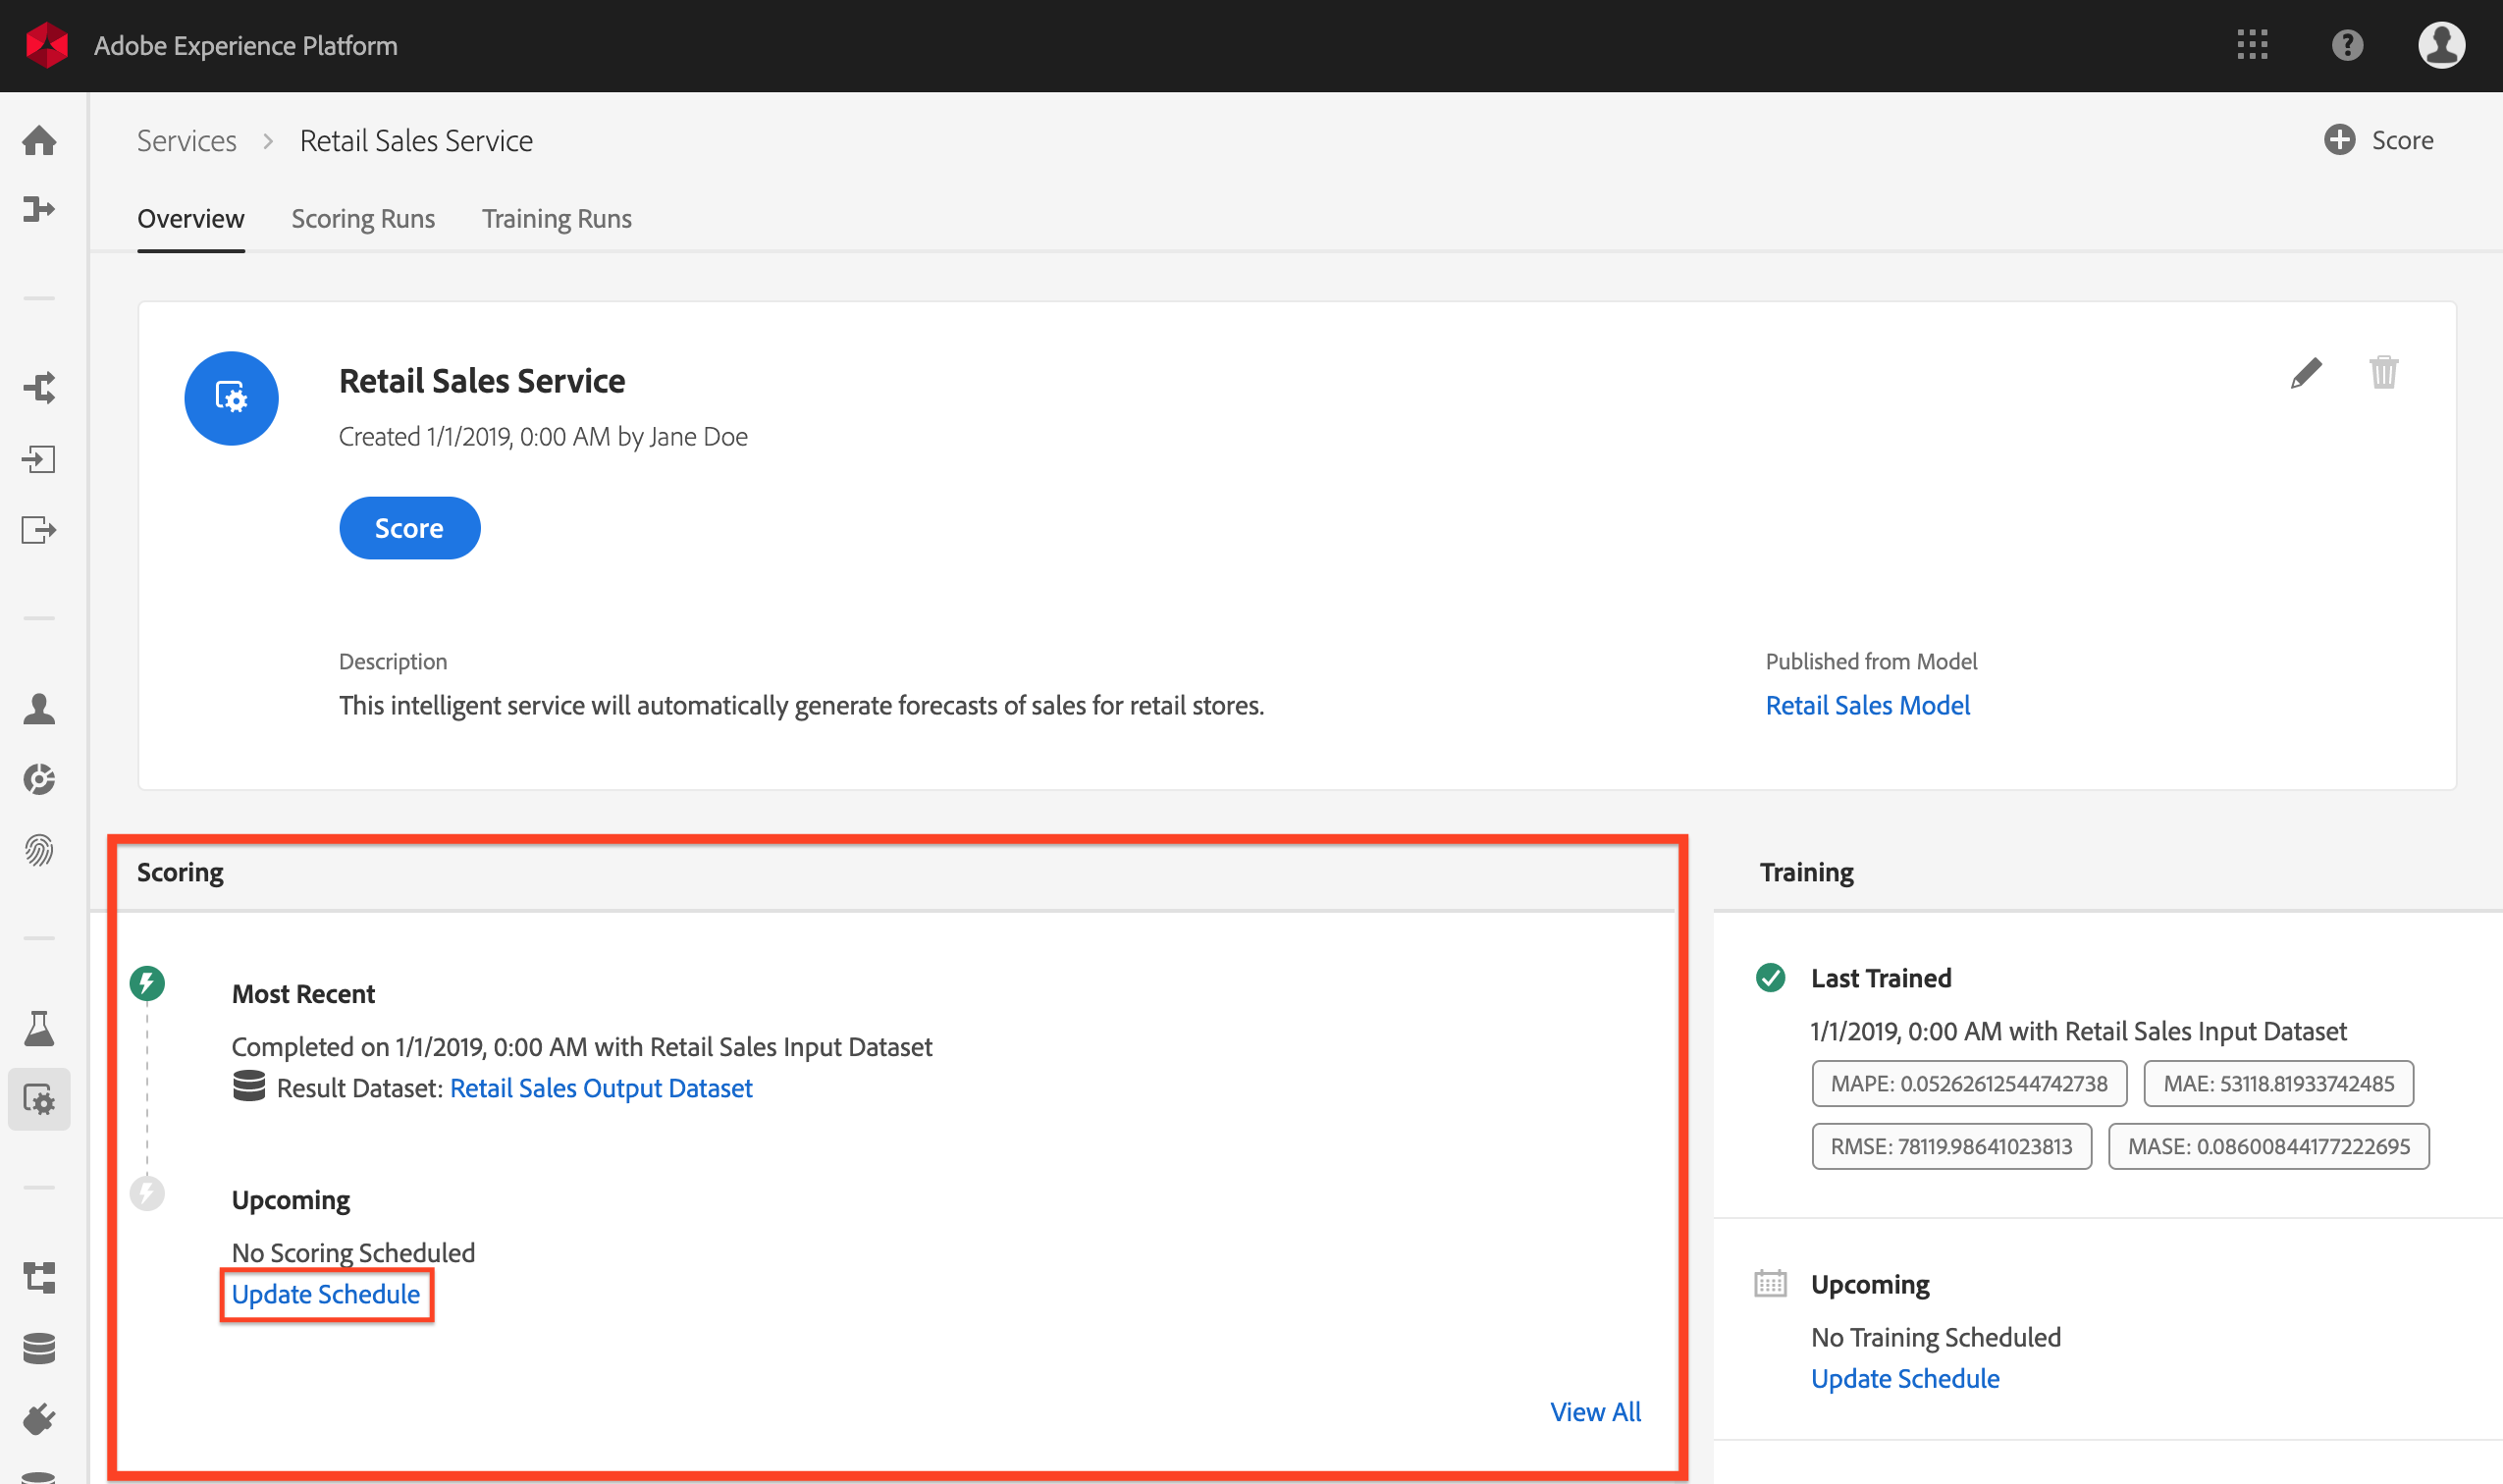 Adobe Experience Platform
Services > Retail Sales Service
Score
Overview Scoring Runs Training Runs
Retail Sales Service
Created 1/1/2019, 0:00 AM by Jane Doe
Score
Description
This intelligent service will automatically generate forecasts of sales for retail stores.
Published from Model
Retail Sales Model
Scoring
Most Recent
Completed on 1/1/2019, 0:00 AM with Retail Sales Input Dataset
Result Dataset: Retail Sales Output Dataset
Upcoming
No Scoring Scheduled
Update Schedule
View All
Training
Last Trained
1/1/2019, 0:00 AM with Retail Sales Input Dataset
MAPE: 0.05262612544742738 MAE: 53118.81933742485
RMSE: 78119.98641023813 MASE: 0.08600844177222695
Upcoming
No Training Scheduled
Update Schedule